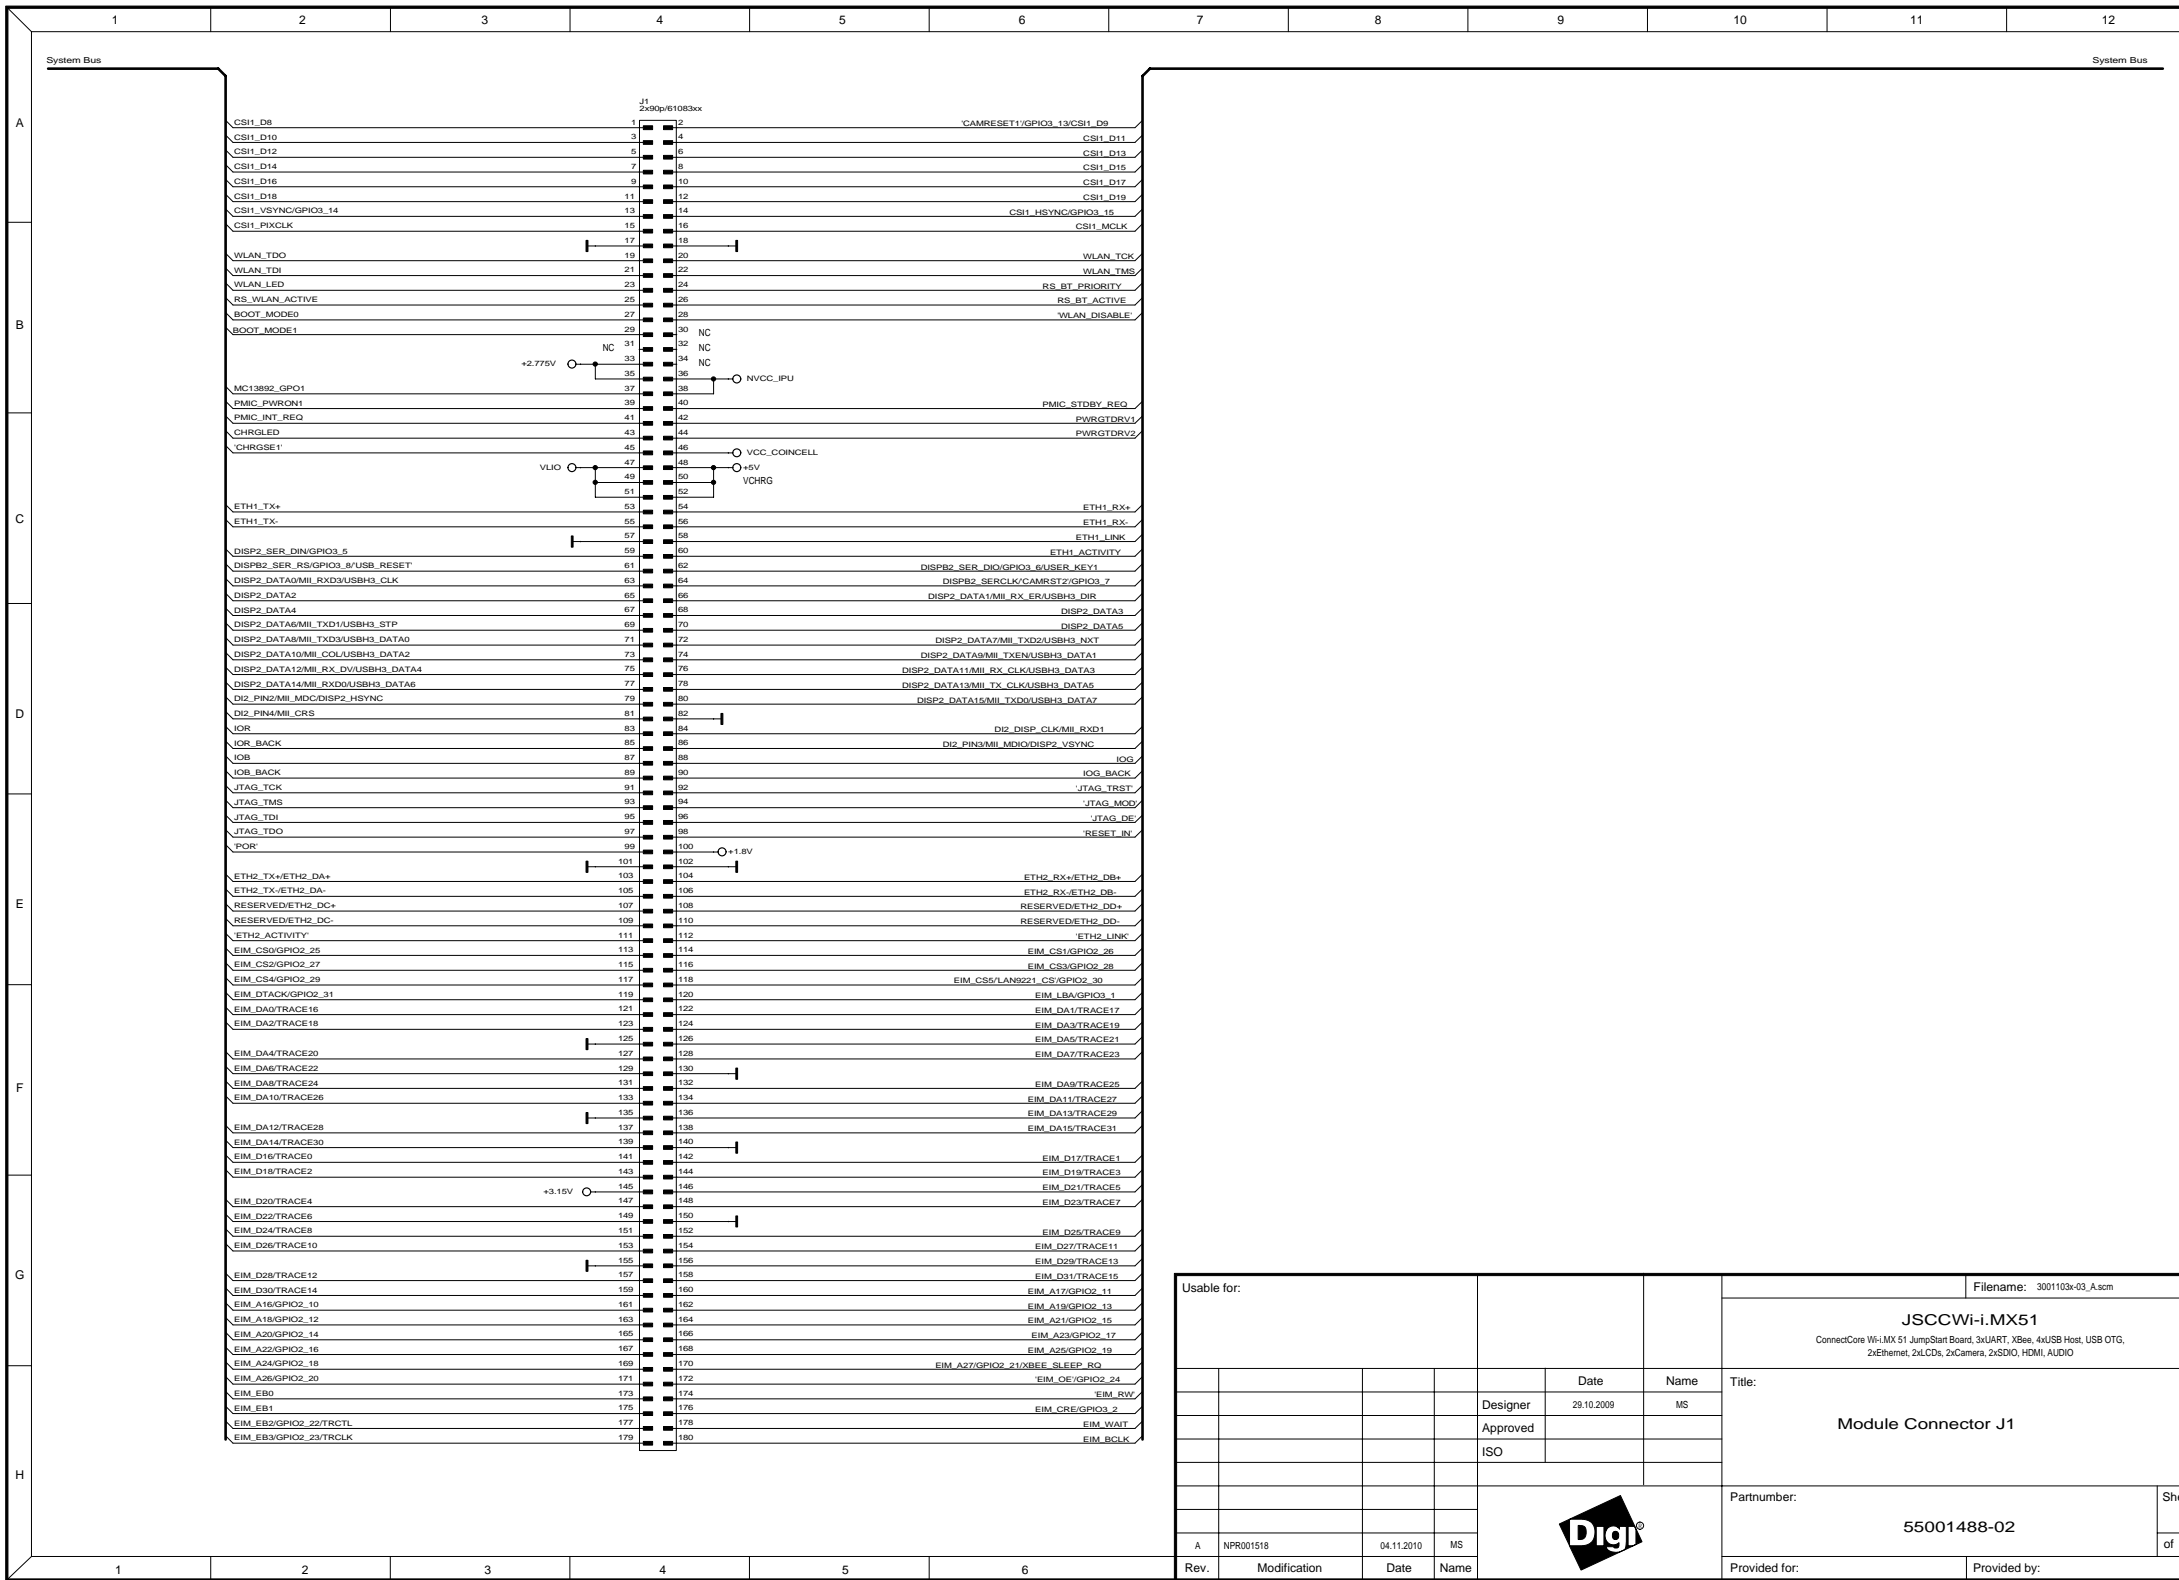 1 2 3 4 5 6 7 8 9 10 11 12
System Bus System Bus
J1
2x90p/61083xx
A
CSI1_D8 1 2 'CAMRESET1'/GPIO3_13/CSI1_D9
CSI1_D10 3 4 CSI1_D11
CSI1_D12 5 6 CSI1_D13
CSI1_D14 7 8 CSI1_D15
CSI1_D16 9 10 CSI1_D17
CSI1_D18 11 12 CSI1_D19
CSI1_VSYNC/GPIO3_14 13 14 CSI1_HSYNC/GPIO3_15
CSI1_PIXCLK 15 16 CSI1_MCLK
17 18
WLAN_TDO 19 20 WLAN_TCK
WLAN_TDI 21 22 WLAN_TMS
WLAN_LED 23 24 RS_BT_PRIORITY
RS_WLAN_ACTIVE 25 26 RS_BT_ACTIVE
BOOT_MODE0 27 28 'WLAN_DISABLE'
B
BOOT_MODE1 29 30 NC
NC 31 32 NC
+2.775V 33 34 NC
35 36 NVCC_IPU
MC13892_GPO1 37 38
PMIC_PWRON1 39 40 PMIC_STDBY_REQ
PMIC_INT_REQ 41 42 PWRGTDRV1
CHRGLED 43 44 PWRGTDRV2
'CHRGSE1' 45 46 VCC_COINCELL
VLIO 47 48 +5V
49 50 VCHRG
51 52
ETH1_TX+ 53 54 ETH1_RX+
C
ETH1_TX- 55 56 ETH1_RX-
57 58 ETH1_LINK
DISP2_SER_DIN/GPIO3_5 59 60 ETH1_ACTIVITY
DISPB2_SER_RS/GPIO3_8/'USB_RESET' 61 62 DISPB2_SER_DIO/GPIO3_6/USER_KEY1
DISP2_DATA0/MII_RXD3/USBH3_CLK 63 64 DISPB2_SERCLK/'CAMRST2'/GPIO3_7
DISP2_DATA2 65 66 DISP2_DATA1/MII_RX_ER/USBH3_DIR
DISP2_DATA4 67 68 DISP2_DATA3
DISP2_DATA6/MII_TXD1/USBH3_STP 69 70 DISP2_DATA5
DISP2_DATA8/MII_TXD3/USBH3_DATA0 71 72 DISP2_DATA7/MII_TXD2/USBH3_NXT
DISP2_DATA10/MII_COL/USBH3_DATA2 73 74 DISP2_DATA9/MII_TXEN/USBH3_DATA1
DISP2_DATA12/MII_RX_DV/USBH3_DATA4 75 76 DISP2_DATA11/MII_RX_CLK/USBH3_DATA3
DISP2_DATA14/MII_RXD0/USBH3_DATA6 77 78 DISP2_DATA13/MII_TX_CLK/USBH3_DATA5
DI2_PIN2/MII_MDC/DISP2_HSYNC 79 80 DISP2_DATA15/MII_TXD0/USBH3_DATA7
D
DI2_PIN4/MII_CRS 81 82
IOR 83 84 DI2_DISP_CLK/MII_RXD1
IOR_BACK 85 86 DI2_PIN3/MII_MDIO/DISP2_VSYNC
IOB 87 88 IOG
IOB_BACK 89 90 IOG_BACK
JTAG_TCK 91 92 'JTAG_TRST'
JTAG_TMS 93 94 'JTAG_MOD'
JTAG_TDI 95 96 'JTAG_DE'
JTAG_TDO 97 98 'RESET_IN'
'POR' 99 100 +1.8V
101 102
ETH2_TX+/ETH2_DA+ 103 104 ETH2_RX+/ETH2_DB+
ETH2_TX-/ETH2_DA- 105 106 ETH2_RX-/ETH2_DB-
E
RESERVED/ETH2_DC+ 107 108 RESERVED/ETH2_DD+
RESERVED/ETH2_DC- 109 110 RESERVED/ETH2_DD-
'ETH2_ACTIVITY' 111 112 'ETH2_LINK'
EIM_CS0/GPIO2_25 113 114 EIM_CS1/GPIO2_26
EIM_CS2/GPIO2_27 115 116 EIM_CS3/GPIO2_28
EIM_CS4/GPIO2_29 117 118 EIM_CS5/'LAN9221_CS'/GPIO2_30
EIM_DTACK/GPIO2_31 119 120 EIM_LBA/GPIO3_1
EIM_DA0/TRACE16 121 122 EIM_DA1/TRACE17
EIM_DA2/TRACE18 123 124 EIM_DA3/TRACE19
125 126 EIM_DA5/TRACE21
EIM_DA4/TRACE20 127 128 EIM_DA7/TRACE23
EIM_DA6/TRACE22 129 130
F
EIM_DA8/TRACE24 131 132 EIM_DA9/TRACE25
EIM_DA10/TRACE26 133 134 EIM_DA11/TRACE27
135 136 EIM_DA13/TRACE29
EIM_DA12/TRACE28 137 138 EIM_DA15/TRACE31
EIM_DA14/TRACE30 139 140
EIM_D16/TRACE0 141 142 EIM_D17/TRACE1
EIM_D18/TRACE2 143 144 EIM_D19/TRACE3
+3.15V 145 146 EIM_D21/TRACE5
EIM_D20/TRACE4 147 148 EIM_D23/TRACE7
EIM_D22/TRACE6 149 150
EIM_D24/TRACE8 151 152 EIM_D25/TRACE9
EIM_D26/TRACE10 153 154 EIM_D27/TRACE11
155 156 EIM_D29/TRACE13
G
EIM_D28/TRACE12 157 158 EIM_D31/TRACE15
EIM_D30/TRACE14 159 160 EIM_A17/GPIO2_11
EIM_A16/GPIO2_10 161 162 EIM_A19/GPIO2_13
EIM_A18/GPIO2_12 163 164 EIM_A21/GPIO2_15
EIM_A20/GPIO2_14 165 166 EIM_A23/GPIO2_17
EIM_A22/GPIO2_16 167 168 EIM_A25/GPIO2_19
EIM_A24/GPIO2_18 169 170 EIM_A27/GPIO2_21/XBEE_SLEEP_RQ
EIM_A26/GPIO2_20 171 172 'EIM_OE'/GPIO2_24
EIM_EB0 173 174 'EIM_RW'
EIM_EB1 175 176 EIM_CRE/GPIO3_2
EIM_EB2/GPIO2_22/TRCTL 177 178 EIM_WAIT
EIM_EB3/GPIO2_23/TRCLK 179 180 EIM_BCLK
H
Usable for: Filename: 3001103x-03_A.scm
JSCCWi-i.MX51
ConnectCore Wi-i.MX 51 JumpStart Board, 3xUART, XBee, 4xUSB Host, USB OTG,
2xEthernet, 2xLCDs, 2xCamera, 2xSDIO, HDMI, AUDIO
Date Name Title:
Designer 29.10.2009 MS
Approved
Module Connector J1
ISO
Partnumber:
55001488-02
of
Digi ®
A NPR001518 04.11.2010 MS
Rev. Modification Date Name Provided for: Provided by:
1 2 3 4 5 6